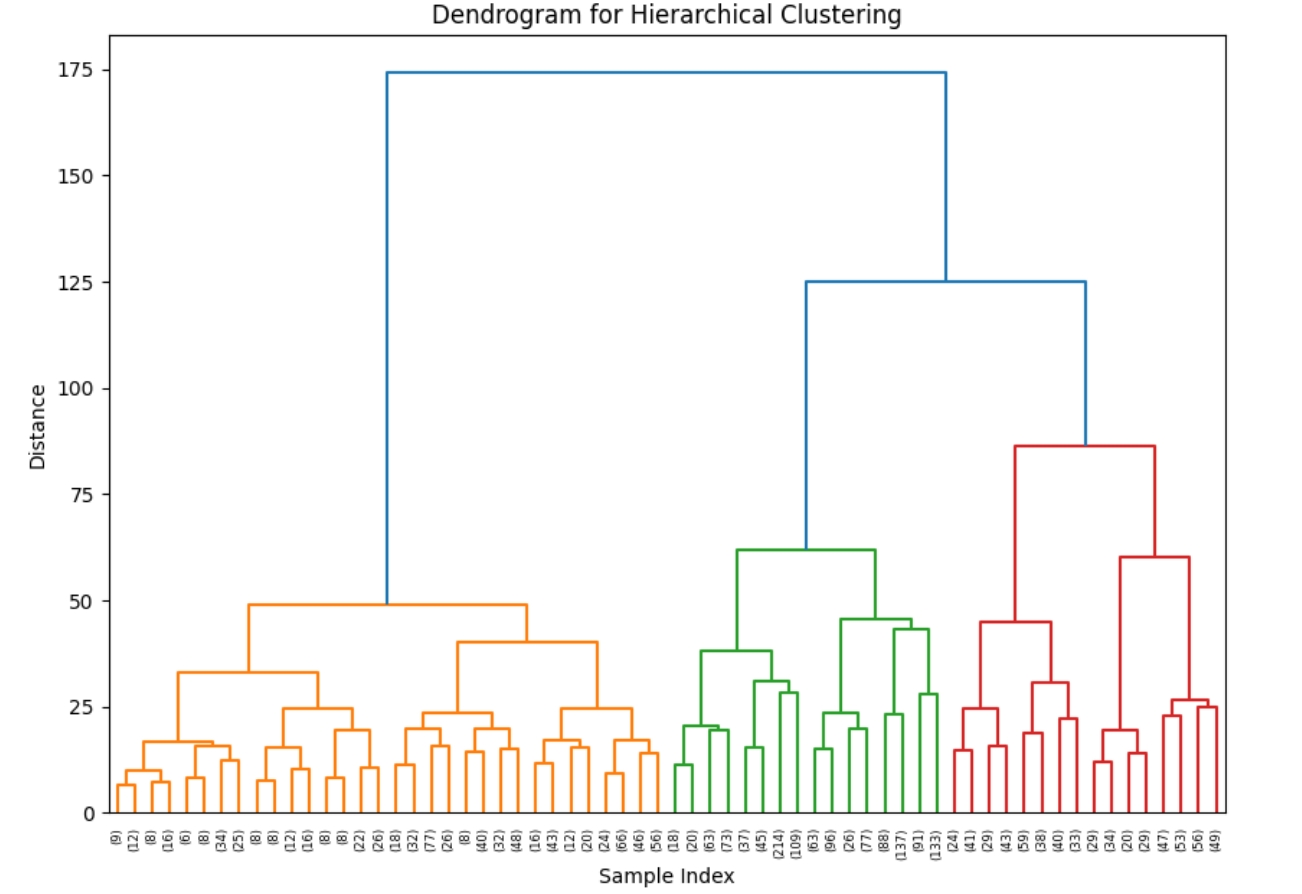 Dendrogram for Hierarchical Clustering
175
150
125
100
75
50
25
0
Distance
(9) (12) (8) (16) (6) (8) (34) (25) (8) (8) (12) (16) (8) (8) (22) (26) (18) (32) (77) (26) (8) (40) (32) (48) (16) (43) (12) (20) (24) (66) (46) (56) (18) (20) (63) (73) (37) (45) (214) (109) (63) (96) (26) (77) (88) (137) (91) (133) (24) (41) (29) (43) (59) (38) (40) (33) (29) (34) (20) (29) (47) (53) (56) (49)
Sample Index